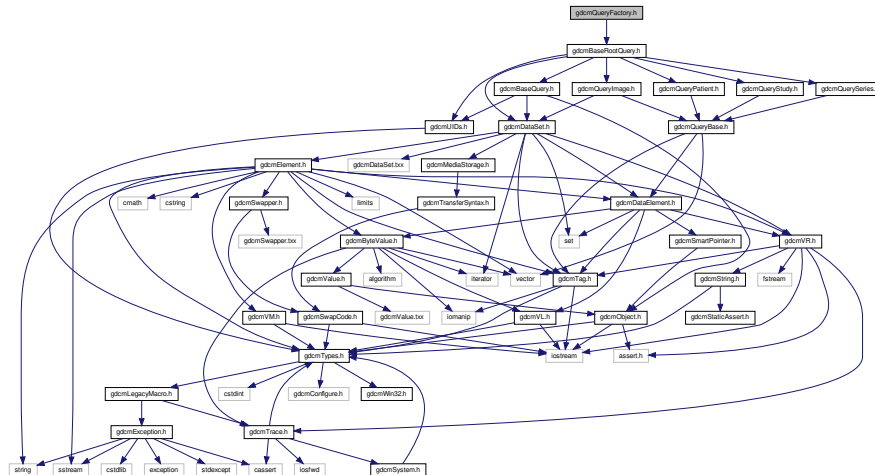 gdcmQueryFactory.h
gdcmBaseRootQuery.h
gdcmBaseQuery.h
gdcmQueryImage.h
gdcmQueryPatient.h
gdcmQueryStudy.h
gdcmQuerySeries.
gdcmUIDs.h
gdcmDataSet.h
gdcmQueryBase.h
gdcmElement.h
gdcmDataSet.txx
gdcmMediaStorage.h
cmath
cstring
gdcmSwapper.h
limits
gdcmTransferSyntax.h
gdcmDataElement.h
gdcmSwapper.txx
gdcmByteValue.h
set
gdcmSmartPointer.h
gdcmVR.h
gdcmValue.h
algorithm
iterator
vector
gdcmTag.h
gdcmString.h
fstream
gdcmVM.h
gdcmSwapCode.h
gdcmValue.txx
iomanip
gdcmVL.h
gdcmObject.h
gdcmStaticAssert.h
gdcmTypes.h
iostream
assert.h
gdcmLegacyMacro.h
cstdint
gdcmConfigure.h
gdcmWin32.h
gdcmException.h
gdcmTrace.h
string
sstream
cstdlib
exception
stdexcept
cassert
iosfwd
gdcmSystem.h